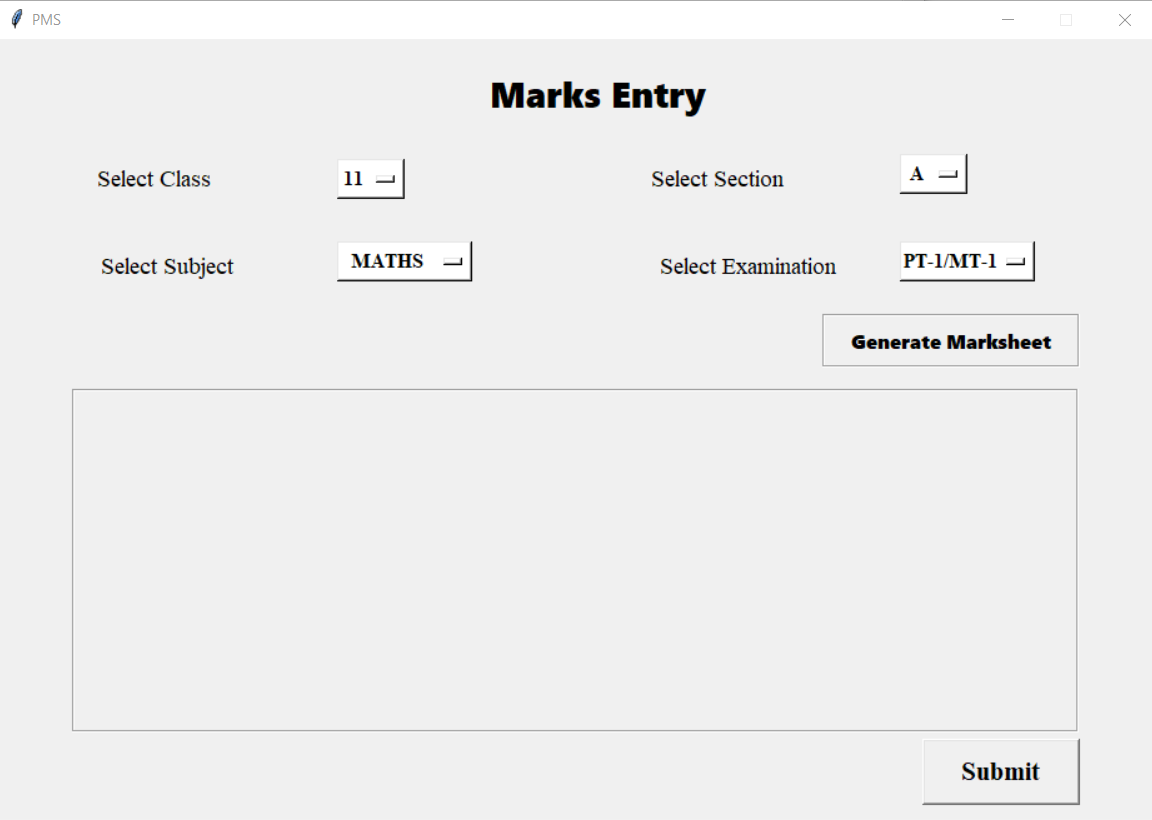 PMS
Marks Entry
Select Class 11 Select Section A
Select Subject MATHS Select Examination PT-1/MT-1
Generate Marksheet
Submit